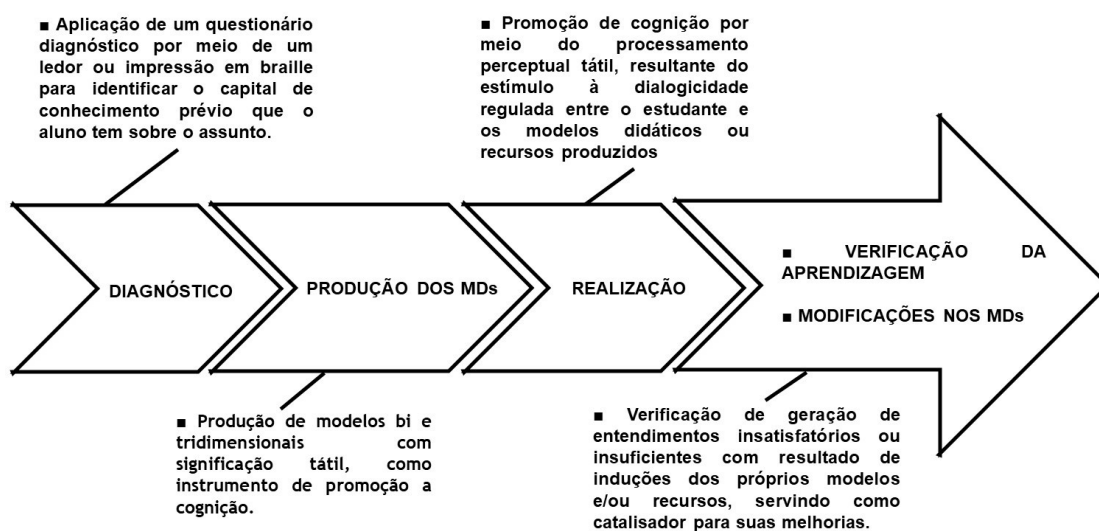 ■ Aplicação de um questionário
diagnóstico por meio de um
ledor ou impressão em braille
para identificar o capital de
conhecimento prévio que o
aluno tem sobre o assunto.
■ Promoção de cognição por
meio do processamento
perceptual tátil, resultante do
estímulo à dialogicidade
regulada entre o estudante e
os modelos didáticos ou
recursos produzidos
DIAGNÓSTICO
PRODUÇÃO DOS MDs
REALIZAÇÃO
■ VERIFICAÇÃO DA
APRENDIZAGEM
■ MODIFICAÇÕES NOS MDs
■ Produção de modelos bi e
tridimensionais com
significação tátil, como
instrumento de promoção a
cognição.
■ Verificação de geração de
entendimentos insatisfatórios ou
insuficientes com resultado de
induções dos próprios modelos
e/ou recursos, servindo como
catalisador para suas melhorias.